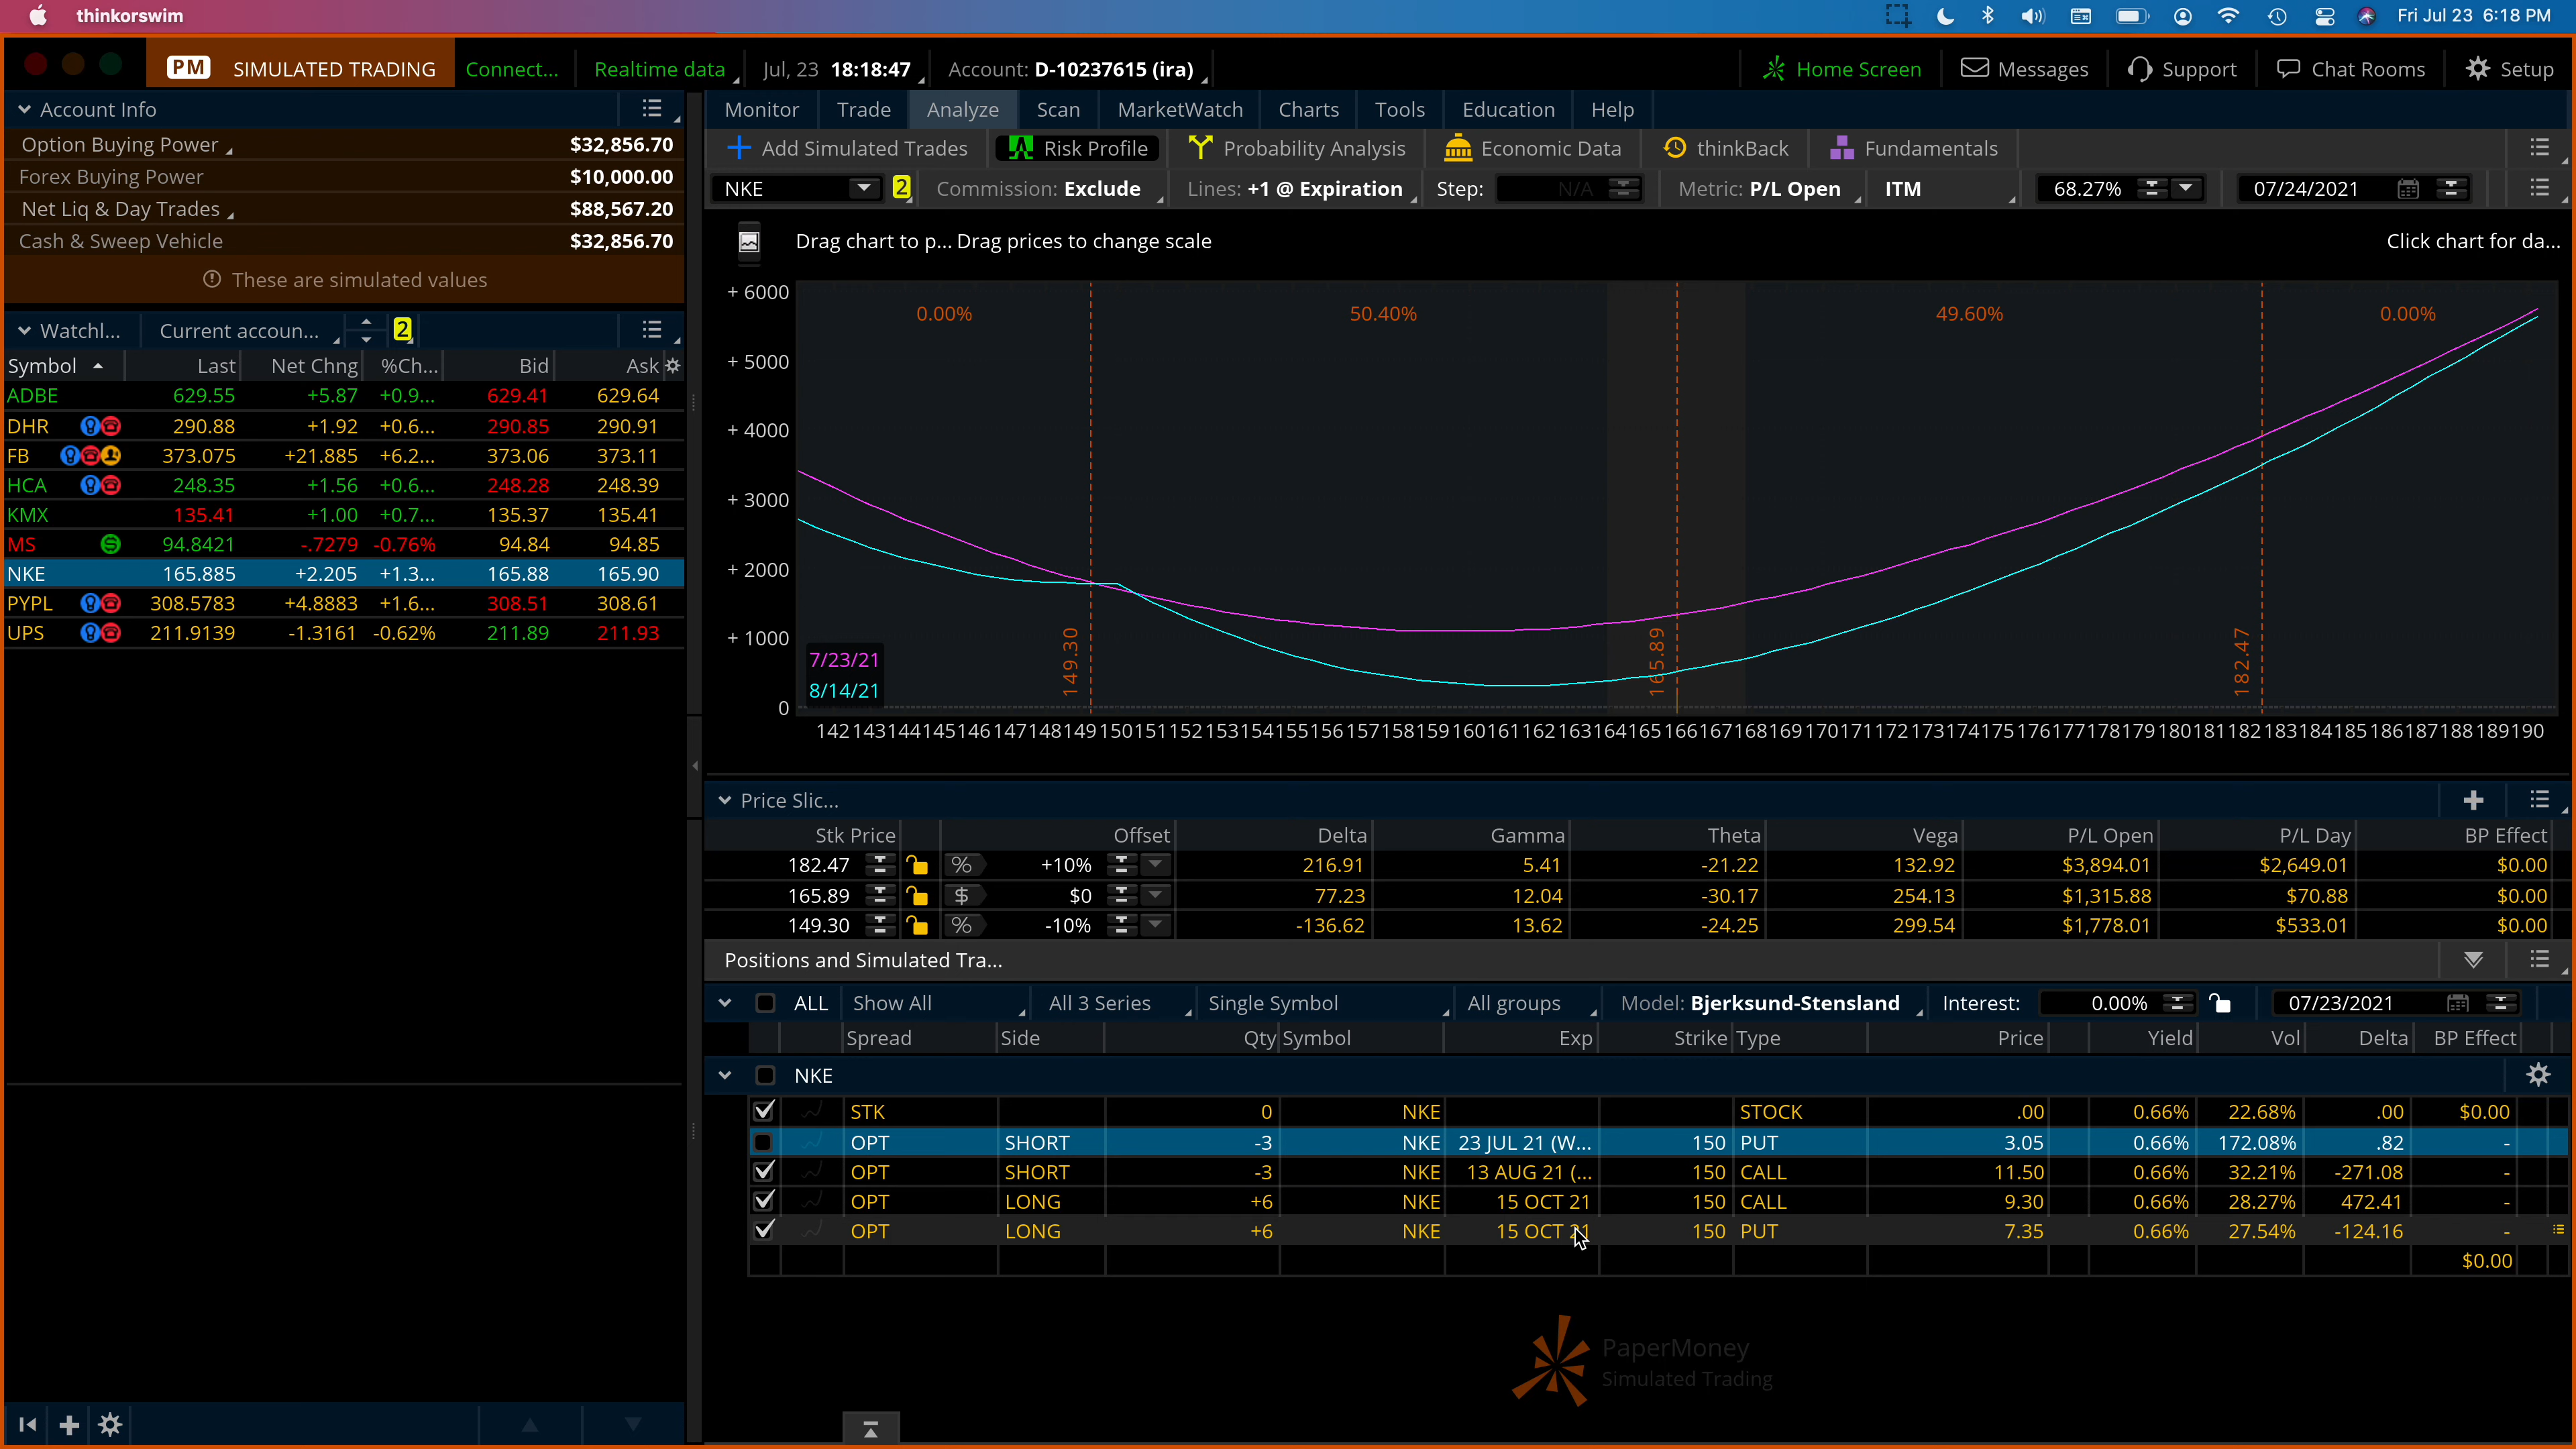 thinkorswim Fri Jul 23 6:18 PM
PM SIMULATED TRADING Connect... Realtime data Jul, 23 18:18:47 Account: D-10237615 (ira) Home Screen Messages Support Chat Rooms Setup
Account Info
Option Buying Power $32,856.70
Forex Buying Power $10,000.00
Net Liq & Day Trades $88,567.20
Cash & Sweep Vehicle $32,856.70
These are simulated values
Watchl... Current accoun... 2
Symbol Last Net Chng %Ch... Bid Ask
ADBE 629.55 +5.87 +0.9... 629.41 629.64
DHR 290.88 +1.92 +0.6... 290.85 290.91
FB 373.075 +21.885 +6.2... 373.06 373.11
HCA 248.35 +1.56 +0.6... 248.28 248.39
KMX 135.41 +1.00 +0.7... 135.37 135.41
MS 94.8421 -.7279 -0.76% 94.84 94.85
NKE 165.885 +2.205 +1.3... 165.88 165.90
PYPL 308.5783 +4.8883 +1.6... 308.51 308.61
UPS 211.9139 -1.3161 -0.62% 211.89 211.93
Monitor Trade Analyze Scan MarketWatch Charts Tools Education Help
Add Simulated Trades Risk Profile Probability Analysis Economic Data thinkBack Fundamentals
NKE 2 Commission: Exclude Lines: +1 @ Expiration Step: N/A Metric: P/L Open ITM 68.27% 07/24/2021
Drag chart to p... Drag prices to change scale Click chart for da...
+ 6000
0.00% 50.40% 49.60% 0.00%
+ 5000
+ 4000
+ 3000
+ 2000
+ 1000
149.30 165.89 182.47
7/23/21
8/14/21
0
142 143 144 145 146 147 148 149 150 151 152 153 154 155 156 157 158 159 160 161 162 163 164 165 166 167 168 169 170 171 172 173 174 175 176 177 178 179 180 181 182 183 184 185 186 187 188 189 190
Price Slic...
Stk Price Offset Delta Gamma Theta Vega P/L Open P/L Day BP Effect
182.47 % +10% 216.91 5.41 -21.22 132.92 $3,894.01 $2,649.01 $0.00
165.89 $ $0 77.23 12.04 -30.17 254.13 $1,315.88 $70.88 $0.00
149.30 % -10% -136.62 13.62 -24.25 299.54 $1,778.01 $533.01 $0.00
Positions and Simulated Tra...
ALL Show All All 3 Series Single Symbol All groups Model: Bjerksund-Stensland Interest: 0.00% 07/23/2021
Spread Side Qty Symbol Exp Strike Type Price Yield Vol Delta BP Effect
NKE
STK 0 NKE STOCK .00 0.66% 22.68% .00 $0.00
OPT SHORT -3 NKE 23 JUL 21 (W... 150 PUT 3.05 0.66% 172.08% .82 -
OPT SHORT -3 NKE 13 AUG 21 (... 150 CALL 11.50 0.66% 32.21% -271.08 -
OPT LONG +6 NKE 15 OCT 21 150 CALL 9.30 0.66% 28.27% 472.41 -
OPT LONG +6 NKE 15 OCT 21 150 PUT 7.35 0.66% 27.54% -124.16 -
$0.00
PaperMoney
Simulated Trading